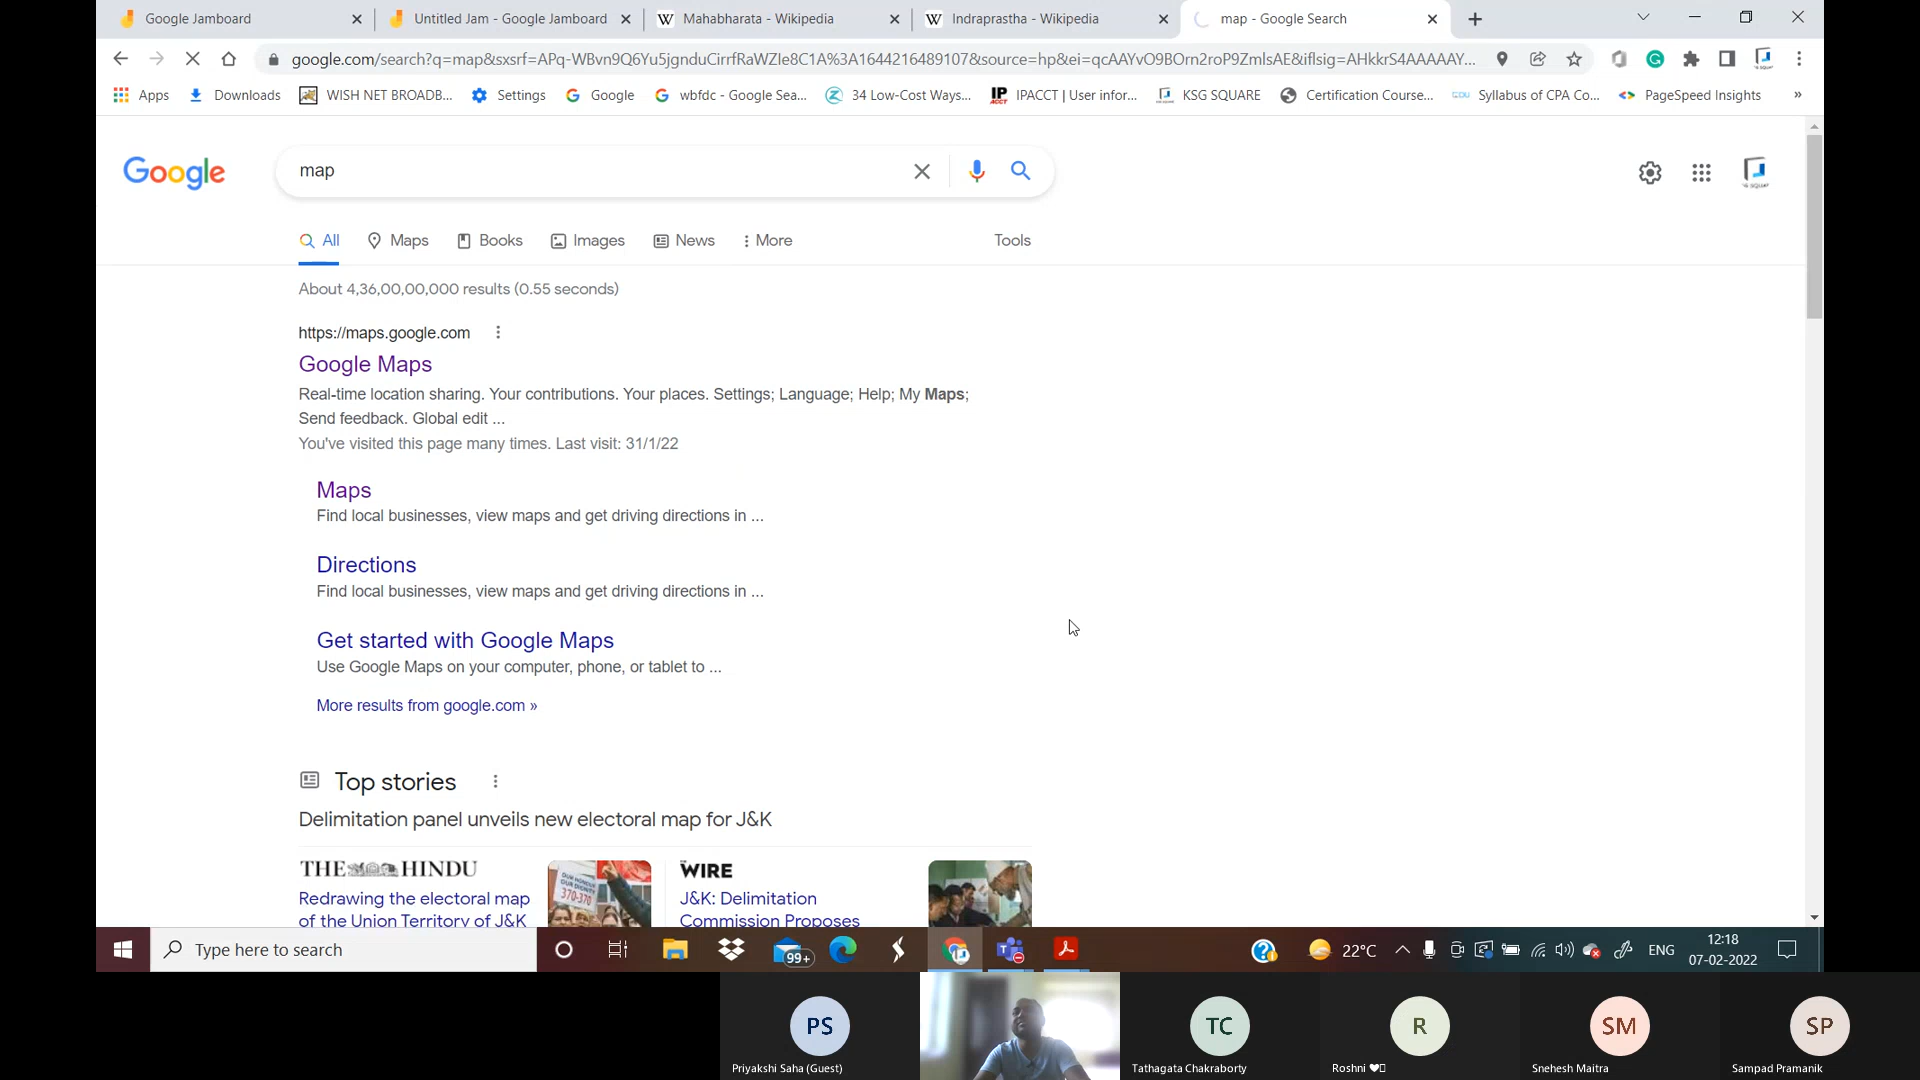 Google Jamboard
Untitled Jam - Google Jamboard
Mahabharata - Wikipedia
Indraprastha - Wikipedia
map - Google Search
google.com/search?q=map&sxsrf=APq-WBvn9Q6Yu5jgnduCirrfRaWZIe8C1A%3A1644216489107&source=hp&ei=qcAAYvO9BOrn2roP9ZmlsAE&iflsig=AHkkrS4AAAAAY...
Apps
Downloads
WISH NET BROADB...
Settings
Google
wbfdc - Google Sea...
34 Low-Cost Ways...
IPACCT | User infor...
KSG SQUARE
Certification Course...
Syllabus of CPA Co...
PageSpeed Insights
»
Google
map
All
Maps
Books
Images
News
More
Tools
About 4,36,00,00,000 results (0.55 seconds)
https://maps.google.com
Google Maps
Real-time location sharing. Your contributions. Your places. Settings; Language; Help; My Maps;
Send feedback. Global edit ...
You've visited this page many times. Last visit: 31/1/22
Maps
Find local businesses, view maps and get driving directions in ...
Directions
Find local businesses, view maps and get driving directions in ...
Get started with Google Maps
Use Google Maps on your computer, phone, or tablet to ...
More results from google.com »
Top stories
Delimitation panel unveils new electoral map for J&K
THE HINDU
Redrawing the electoral map
of the Union Territory of J&K
WIRE
J&K: Delimitation
Commission Proposes
Type here to search
99+
22°C
ENG
12:18
07-02-2022
PS
Priyakshi Saha (Guest)
TC
Tathagata Chakraborty
R
Roshni
SM
Snehesh Maitra
SP
Sampad Pramanik